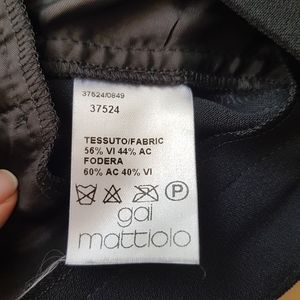 37524/0849
37524
TESSUTO/FABRIC
56% VI 44% AC
FODERA
60% AC 40% VI
P
gai
mattiolo